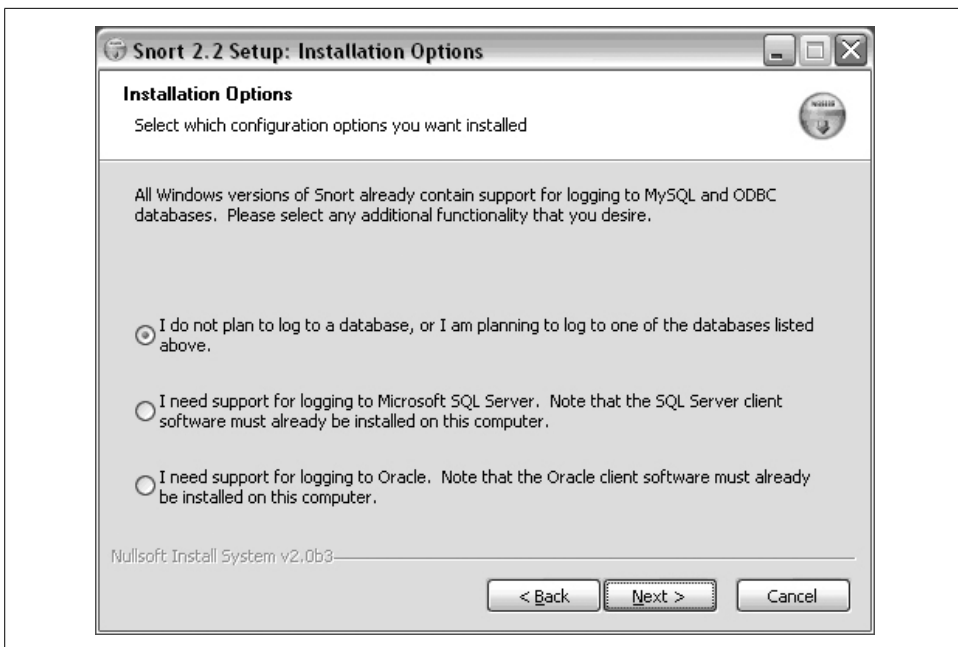 Snort 2.2 Setup: Installation Options
Installation Options
Select which configuration options you want installed
All Windows versions of Snort already contain support for logging to MySQL and ODBC
databases.  Please select any additional functionality that you desire.
I do not plan to log to a database, or I am planning to log to one of the databases listed
above.
I need support for logging to Microsoft SQL Server.  Note that the SQL Server client
software must already be installed on this computer.
I need support for logging to Oracle.  Note that the Oracle client software must already
be installed on this computer.
Nullsoft Install System v2.0b3
< Back
Next >
Cancel